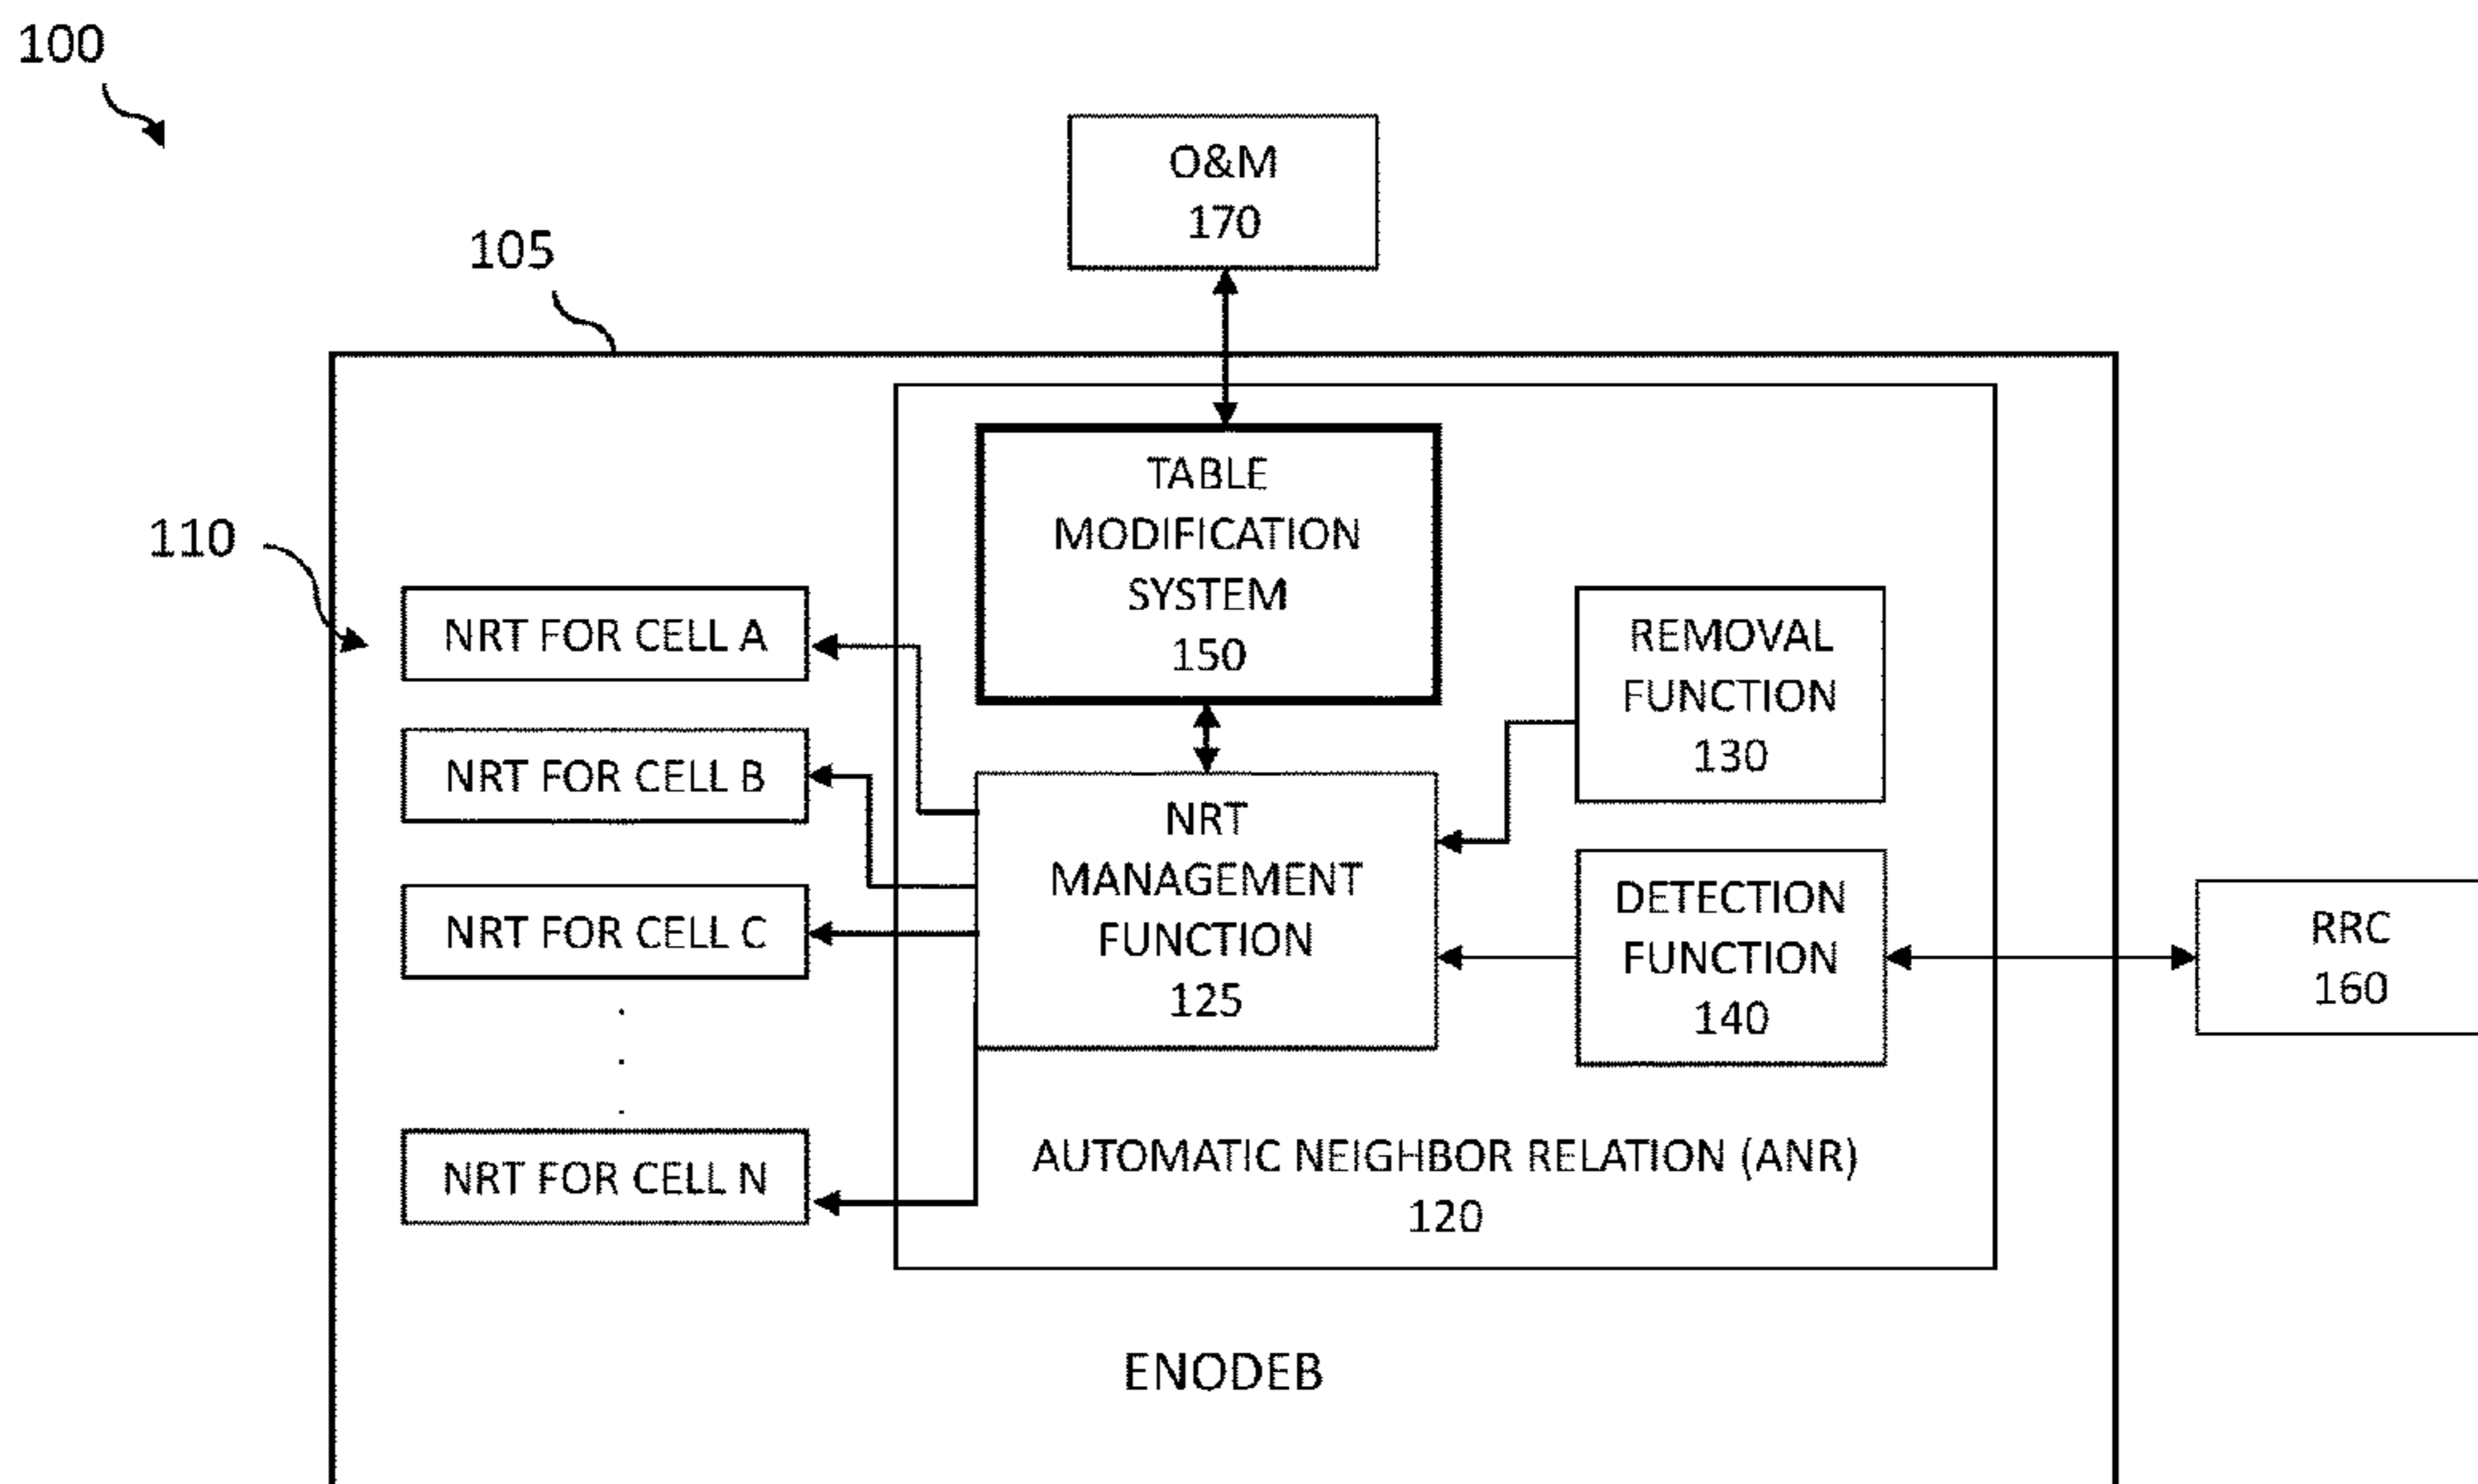 100
O&M
170
105
TABLE
MODIFICATION
SYSTEM
150
110
NRT FOR CELL A
NRT FOR CELL B
NRT FOR CELL C
.
.
.
NRT FOR CELL N
REMOVAL
FUNCTION
130
NRT
MANAGEMENT
FUNCTION
125
DETECTION
FUNCTION
140
RRC
160
AUTOMATIC NEIGHBOR RELATION (ANR)
120
ENODEB